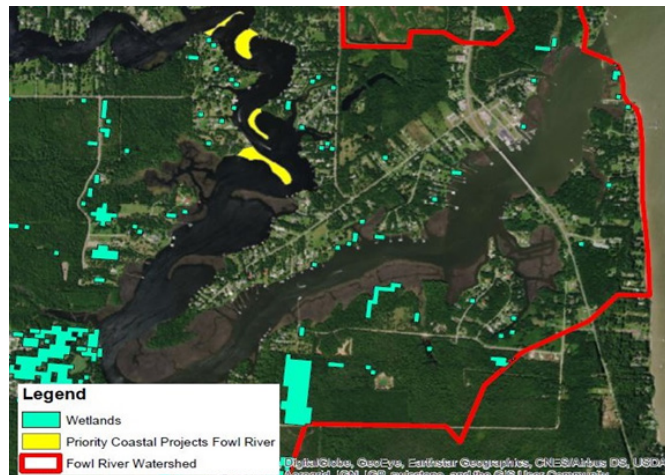 Legend
Wetlands
Priority Coastal Projects Fowl River
Fowl River Watershed
DigitalGlobe, GeoEye, Earthstar Geographics, CNES/Airbus DS, USDA